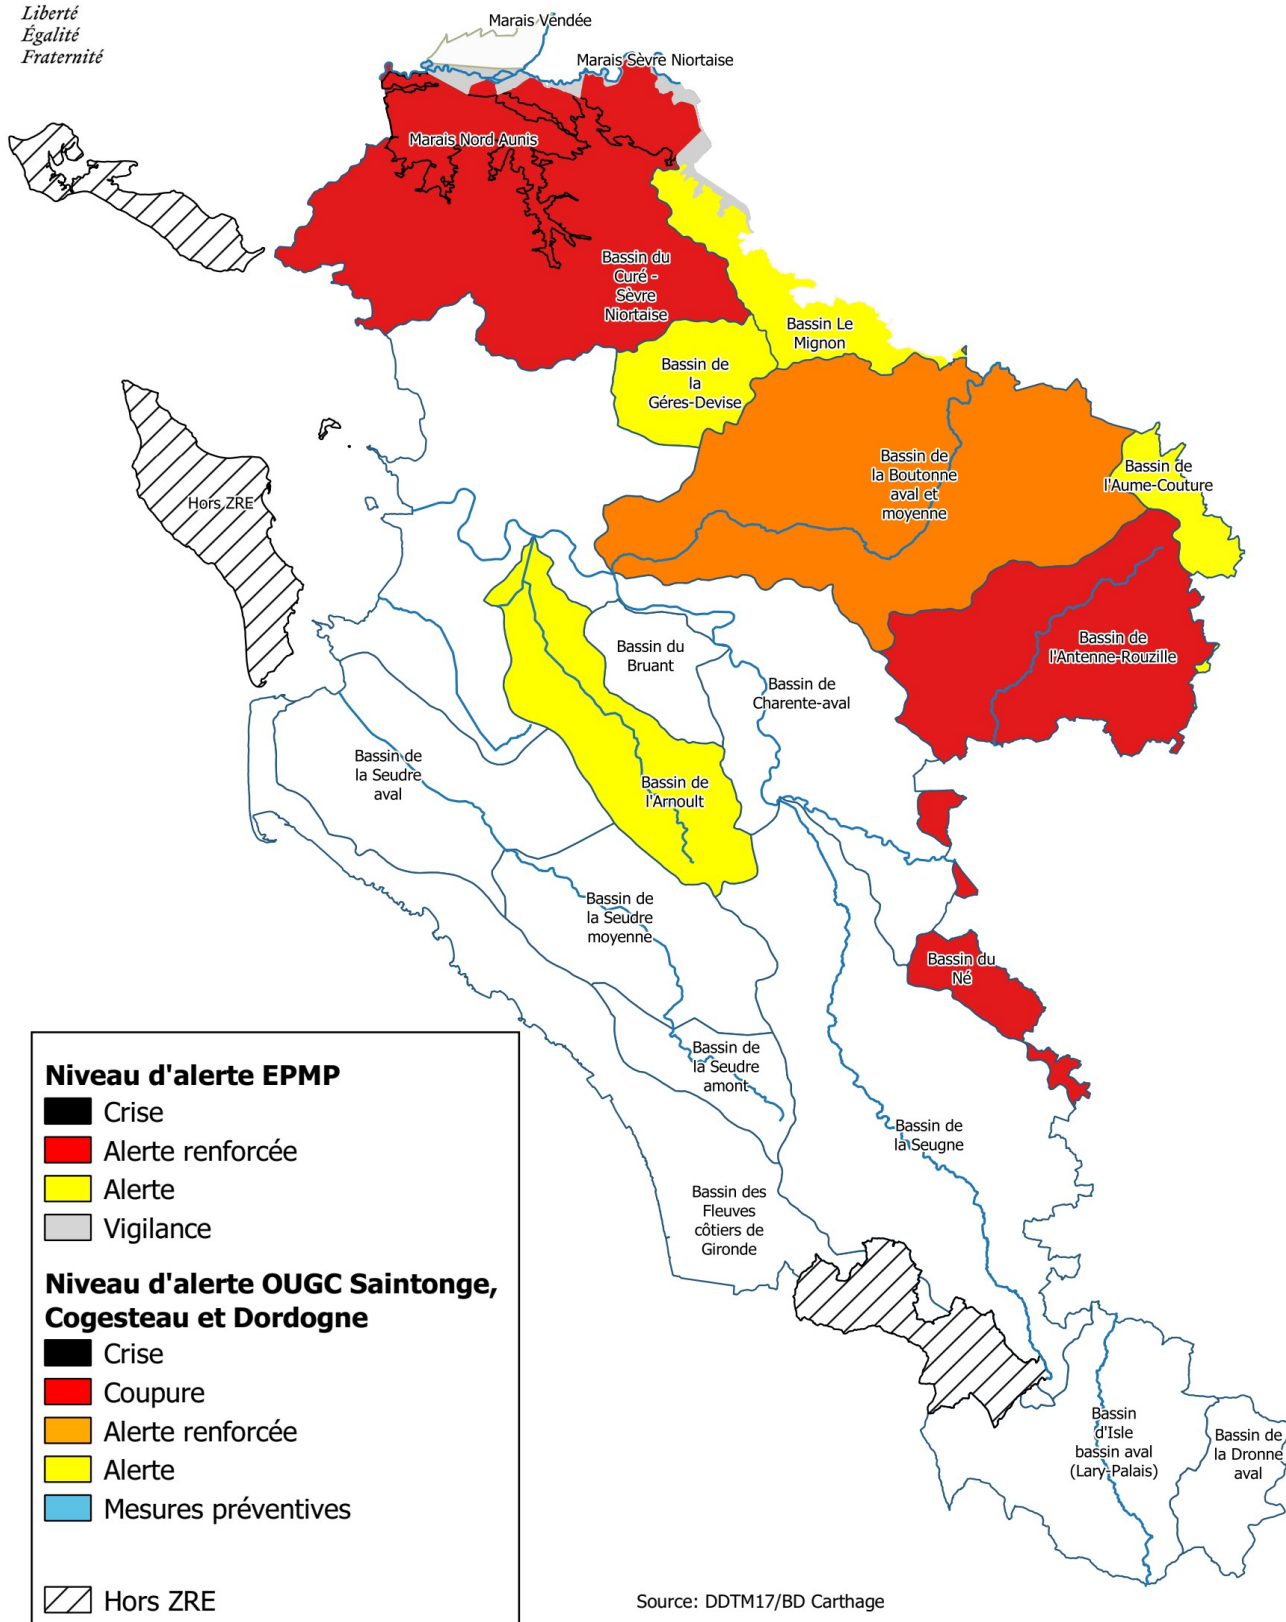 Liberté
Égalité
Fraternité
Marais Vendée
Marais Sèvre Niortaise
Marais Nord Aunis
Bassin du
Curé -
Sèvre
Niortaise
Bassin Le
Mignon
Bassin de
la
Géres-Devise
Bassin de
la Boutonne
aval et
moyenne
Bassin de
l'Aume-Couture
Hors ZRE
Bassin du
Bruant
Bassin de
l'Antenne-Rouzille
Bassin de
Charente-aval
Bassin de
la Seudre
aval
Bassin de
l'Arnoult
Bassin de
la Seudre
moyenne
Bassin du
Né
Bassin de
la Seudre
amont
Bassin de
la Seugne
Bassin des
Fleuves
côtiers de
Gironde
Bassin
d'Isle
bassin aval
(Lary-Palais)
Bassin de
la Dronne
aval
Niveau d'alerte EPMP
Crise
Alerte renforcée
Alerte
Vigilance
Niveau d'alerte OUGC Saintonge,
Cogesteau et Dordogne
Crise
Coupure
Alerte renforcée
Alerte
Mesures préventives
Hors ZRE
Source: DDTM17/BD Carthage